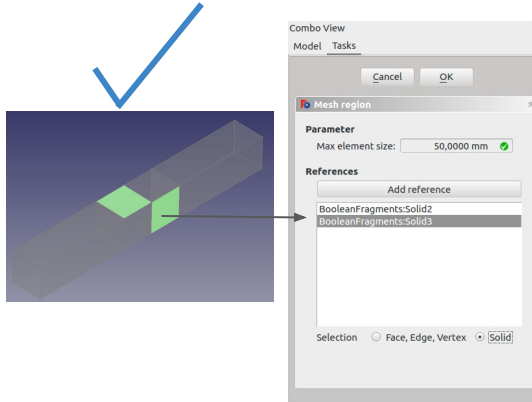 Combo View
Model Tasks
Cancel OK
Mesh region
Parameter
Max element size: 50,0000 mm
References
Add reference
BooleanFragments:Solid2
BooleanFragments:Solid3
Selection Face, Edge, Vertex Solid